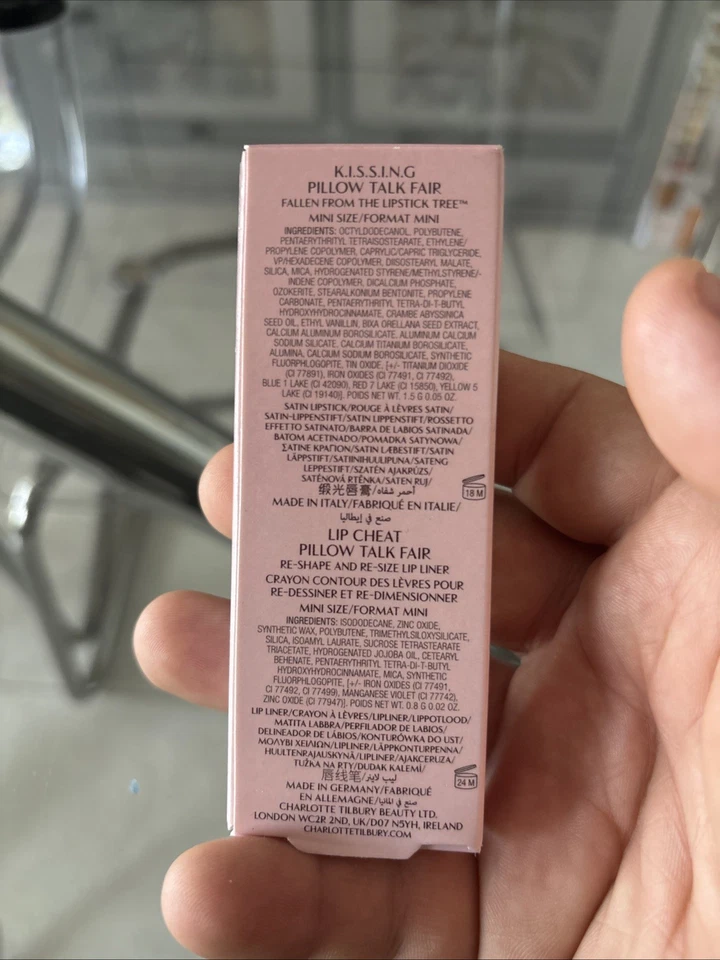 K.I.S.S.I.N.G
PILLOW TALK FAIR
FALLEN FROM THE LIPSTICK TREE™
MINI SIZE/FORMAT MINI
INGREDIENTS: OCTYLDODECANOL, POLYBUTENE,
PENTAERYTHRITYL TETRAISOSTEARATE, ETHYLENE/
PROPYLENE COPOLYMER, CAPRYLIC/CAPRIC TRIGLYCERIDE,
VP/HEXADECENE COPOLYMER, DIISOSTEARYL MALATE,
SILICA, MICA, HYDROGENATED STYRENE/METHYLSTYRENE/-
INDENE COPOLYMER, DICALCIUM PHOSPHATE,
OZOKERITE, STEARALKONIUM BENTONITE, PROPYLENE
CARBONATE, PENTAERYTHRITYL TETRA-DI-T-BUTYL
HYDROXYHYDROCINNAMATE, CRAMBE ABYSSINICA
SEED OIL, ETHYL VANILLIN, BIXA ORELLANA SEED EXTRACT,
CALCIUM ALUMINUM BOROSILICATE, ALUMINUM CALCIUM
SODIUM SILICATE, CALCIUM TITANIUM BOROSILICATE,
ALUMINA, CALCIUM SODIUM BOROSILICATE, SYNTHETIC
FLUORPHLOGOPITE, TIN OXIDE, [+/- TITANIUM DIOXIDE
(CI 77891), IRON OXIDES (CI 77491, CI 77492),
BLUE 1 LAKE (CI 42090), RED 7 LAKE (CI 15850), YELLOW 5
LAKE (CI 19140)]. POIDS NET WT. 1.5 G 0.05 OZ.
SATIN LIPSTICK/ROUGE À LÈVRES SATIN/
SATIN-LIPPENSTIFT/SATIN LIPPENSTIFT/ROSSETTO
EFFETTO SATINATO/BARRA DE LABIOS SATINADA/
BATOM ACETINADO/POMADKA SATYNOWA/
ΣΑΤΙΝΕ ΚΡΑΓΙΟΝ/SATIN LÆBESTIFT/SATIN
LÄPPSTIFT/SATIINIHUULIPUNA/SATENG
LEPPESTIFT/SZATÉN AJAKRÚZS/
SATÉNOVÁ RTĚNKA/SATEN RUJ/
缎光唇膏/أحمر شفاه
18 M
MADE IN ITALY/FABRIQUÉ EN ITALIE/
صنع في إيطاليا
LIP CHEAT
PILLOW TALK FAIR
RE-SHAPE AND RE-SIZE LIP LINER
CRAYON CONTOUR DES LÈVRES POUR
RE-DESSINER ET RE-DIMENSIONNER
MINI SIZE/FORMAT MINI
INGREDIENTS: ISODODECANE, ZINC OXIDE,
SYNTHETIC WAX, POLYBUTENE, TRIMETHYLSILOXYSILICATE,
SILICA, ISOAMYL LAURATE, SUCROSE TETRASTEARATE
TRIACETATE, HYDROGENATED JOJOBA OIL, CETEARYL
BEHENATE, PENTAERYTHRITYL TETRA-DI-T-BUTYL
HYDROXYHYDROCINNAMATE, MICA, SYNTHETIC
FLUORPHLOGOPITE, [+/- IRON OXIDES (CI 77491,
CI 77492, CI 77499), MANGANESE VIOLET (CI 77742),
ZINC OXIDE (CI 77947)]. POIDS NET WT. 0.8 G 0.02 OZ.
LIP LINER/CRAYON À LÈVRES/LIPLINER/LIPPOTLOOD/
MATITA LABBRA/PERFILADOR DE LABIOS/
DELINEADOR DE LÁBIOS/KONTURÓWKA DO UST/
ΜΟΛΥΒΙ ΧΕΙΛΙΩΝ/LIPLINER/LÄPPKONTURPENNA/
HUULTENRAJAUSKYNÄ/LIPLINER/AJAKCERUZA/
TUŽKA NA RTY/DUDAK KALEMİ/
唇线笔/ليب لاينر
24 M
MADE IN GERMANY/FABRIQUÉ
EN ALLEMAGNE/صنع في المانيا
CHARLOTTE TILBURY BEAUTY LTD.
LONDON WC2R 2ND, UK/D07 N5YH, IRELAND
CHARLOTTETILBURY.COM